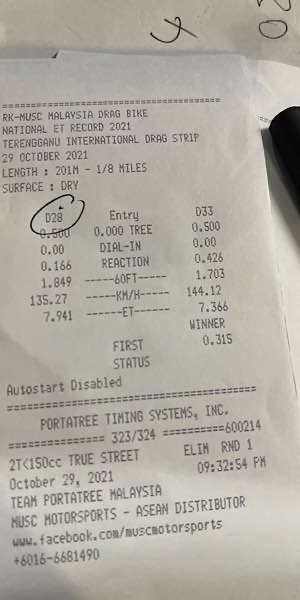 RK-MUSC MALAYSIA DRAG BIKE
NATIONAL ET RECORD 2021
TERENGGANU INTERNATIONAL DRAG STRIP
29 OCTOBER 2021
LENGTH : 201M - 1/8 MILES
SURFACE : DRY
D28 Entry D33
0.500 0.000 TREE 0.500
0.00 DIAL-IN 0.00
0.166 REACTION 0.426
1.849 -----60FT----- 1.703
135.27 ------KM/H------ 144.12
7.941 ------ET------ 7.366
WINNER
FIRST 0.315
STATUS
Autostart Disabled
PORTATREE TIMING SYSTEMS, INC.
=============== 323/324 ==========600214
2T<150cc TRUE STREET ELIM RND 1
October 29, 2021 09:32:54 PM
TEAM PORTATREE MALAYSIA
MUSC MOTORSPORTS - ASEAN DISTRIBUTOR
www.facebook.com/muscmotorsports
+6016-6681490